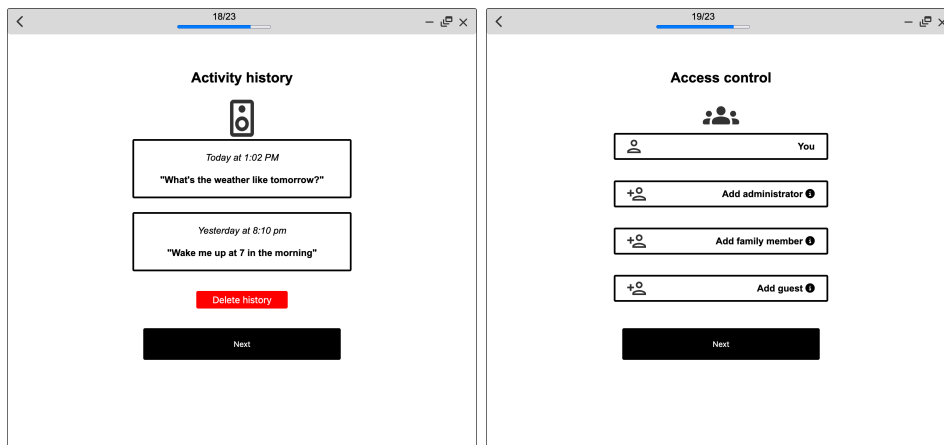 18/23
Activity history
Today at 1:02 PM
"What's the weather like tomorrow?"
Yesterday at 8:10 pm
"Wake me up at 7 in the morning"
Delete history
Next
19/23
Access control
You
Add administrator
Add family member
Add guest
Next